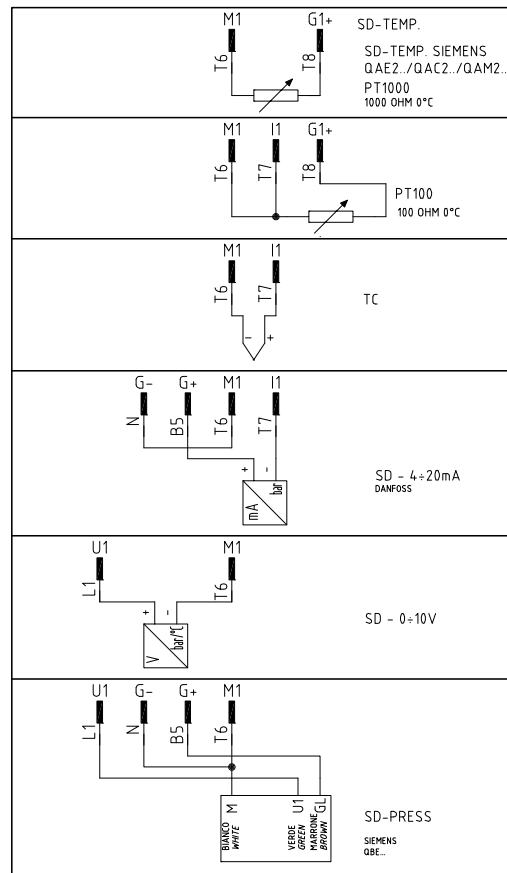 M1 G1+ SD-TEMP.
T6 T8 SD-TEMP. SIEMENS
QAE2../QAC2../QAM2..
PT1000
1000 OHM 0°C
M1 I1 G1+
T6 T7 T8
PT100
100 OHM 0°C
M1 I1
T6 T7
TC
- +
G- G+ M1 I1
N B5 T6 T7
+ -
mA bar
SD - 4÷20mA
DANFOSS
U1 M1
L1 T6
+ -
V bar/°C
SD - 0÷10V
U1 G- G+ M1
L1 N B5 T6
M U1 GL
BIANCO VERDE MARRONE
WHITE GREEN BROWN
SD-PRESS
SIEMENS
QBE...